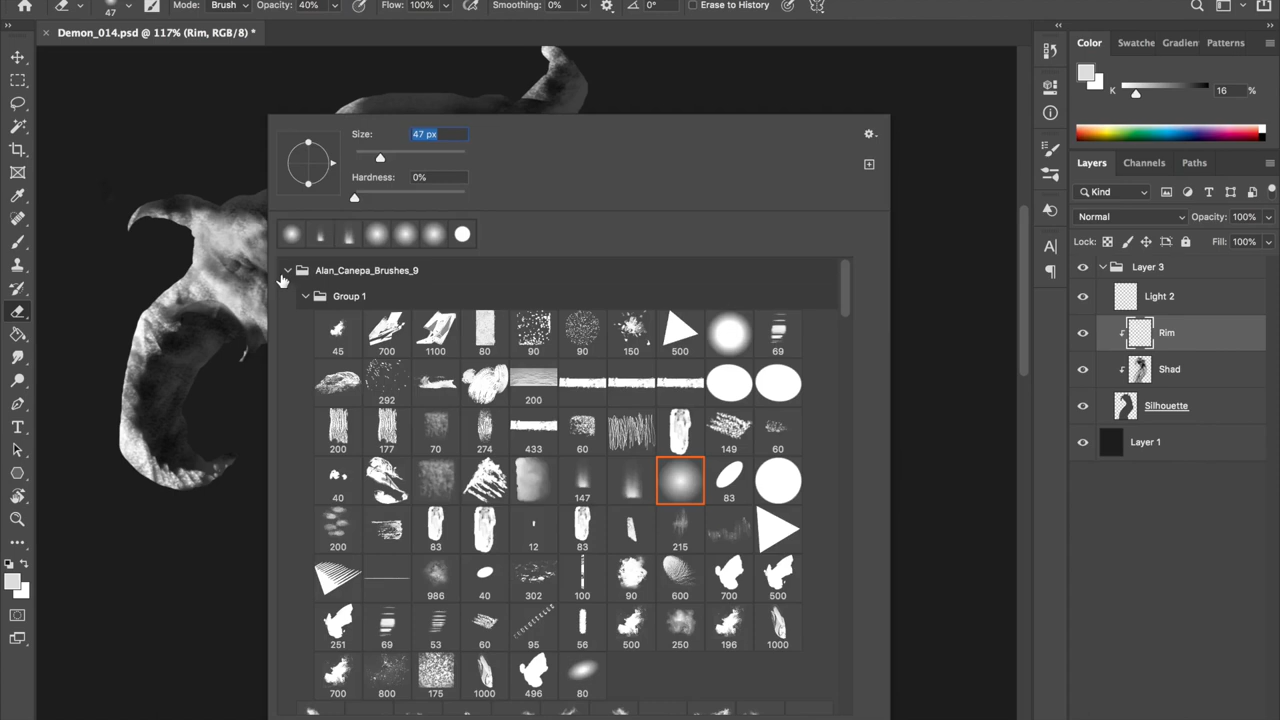 47
Mode: Brush
Opacity: 40%
Flow: 100%
Smoothing: 0%
0°
Erase to History
Demon_014.psd @ 117% (Rim, RGB/8) *
Size: 47 px
Hardness: 0%
Alan_Canepa_Brushes_9
Group 1
45 700 1100 80 90 90 150 500 69
292 200
200 177 70 274 433 60 149 60
40 147 83
200 83 12 83 215
986 40 302 100 90 600 700 500
251 69 53 60 95 56 500 250 196 1000
700 800 175 1000 496 80
Color Swatche Gradien Patterns
K 16 %
Layers Channels Paths
Kind
Normal Opacity: 100%
Lock: Fill: 100%
Layer 3
Light 2
Rim
Shad
Silhouette
Layer 1